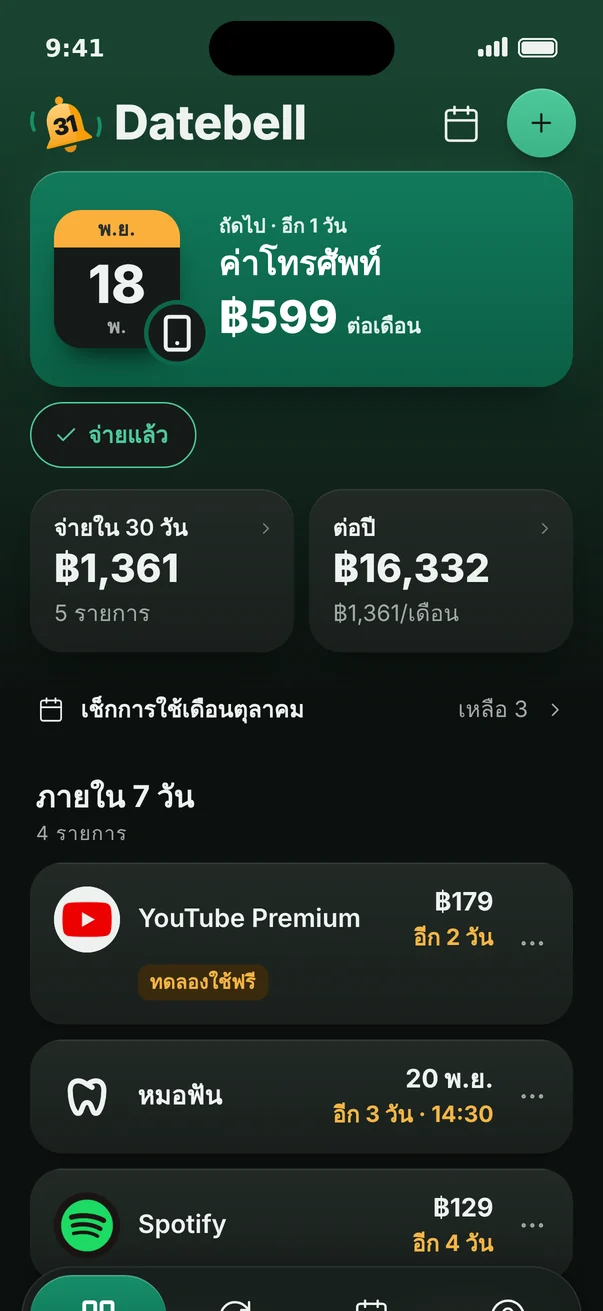 9:41
31
Datebell
พ.ย.
18
พ.
ถัดไป · อีก 1 วัน
ค่าโทรศัพท์
฿599 ต่อเดือน
จ่ายแล้ว
จ่ายใน 30 วัน
฿1,361
5 รายการ
ต่อปี
฿16,332
฿1,361/เดือน
เช็กการใช้เดือนตุลาคม
เหลือ 3
ภายใน 7 วัน
4 รายการ
YouTube Premium
฿179
อีก 2 วัน
ทดลองใช้ฟรี
หมอฟัน
20 พ.ย.
อีก 3 วัน · 14:30
Spotify
฿129
อีก 4 วัน